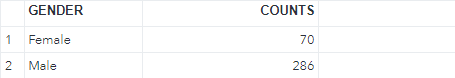 GENDER COUNTS
1 Female 70
2 Male 286